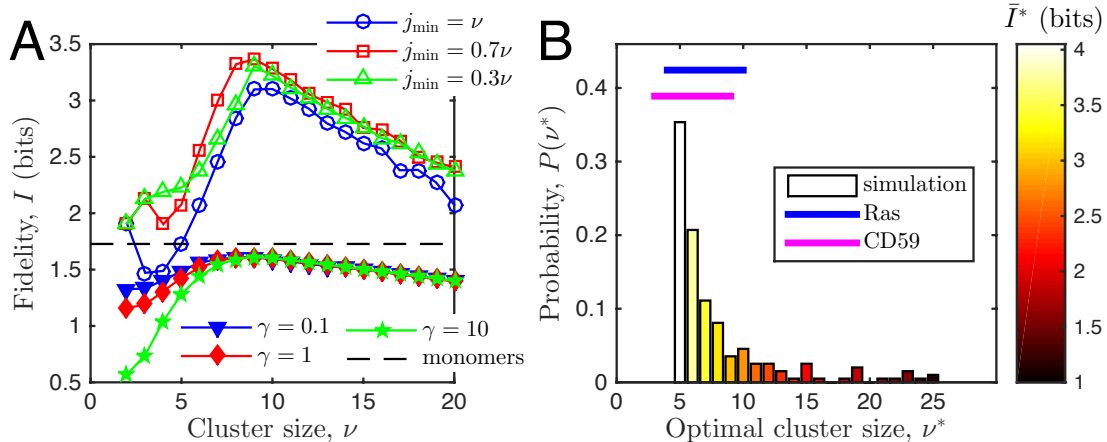 A
j_min = ν
j_min = 0.7ν
j_min = 0.3ν
3.5
3
2.5
2
1.5
1
0.5
Fidelity, I (bits)
γ = 0.1
γ = 1
γ = 10
monomers
0 5 10 15 20
Cluster size, ν
B
Ī* (bits)
0.4
0.3
0.2
0.1
0
Probability, P(ν*)
simulation
Ras
CD59
0 5 10 15 20 25
Optimal cluster size, ν*
4
3.5
3
2.5
2
1.5
1